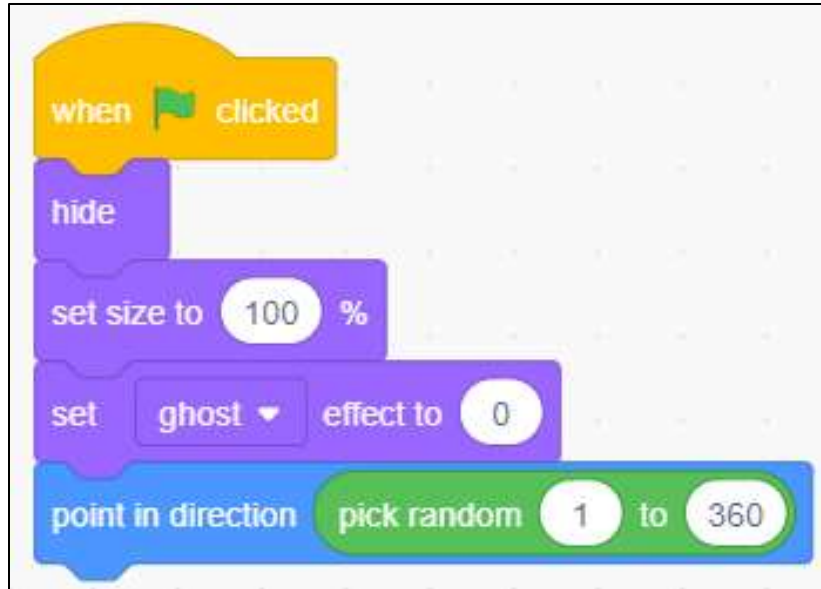 when clicked
hide
set size to 100 %
set ghost effect to 0
point in direction pick random 1 to 360